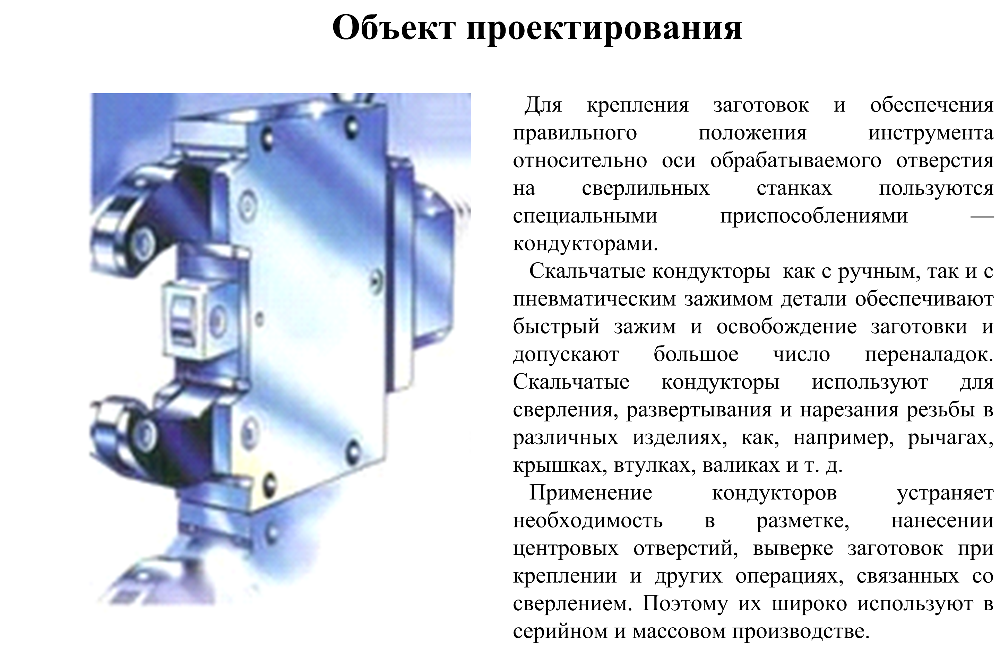 Объект проектирования
Для крепления заготовок и обеспечения
правильного положения инструмента
относительно оси обрабатываемого отверстия
на сверлильных станках пользуются
специальными приспособлениями —
кондукторами.
Скальчатые кондукторы как с ручным, так и с
пневматическим зажимом детали обеспечивают
быстрый зажим и освобождение заготовки и
допускают большое число переналадок.
Скальчатые кондукторы используют для
сверления, развертывания и нарезания резьбы в
различных изделиях, как, например, рычагах,
крышках, втулках, валиках и т. д.
Применение кондукторов устраняет
необходимость в разметке, нанесении
центровых отверстий, выверке заготовок при
креплении и других операциях, связанных со
сверлением. Поэтому их широко используют в
серийном и массовом производстве.